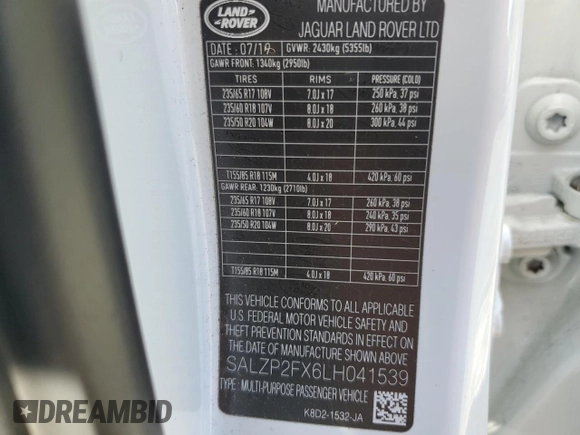 LAND ROVER
MANUFACTURED BY
JAGUAR LAND ROVER LTD
DATE : 07/19 GVWR: 2430kg (5355lb)
GAWR FRONT: 1340kg (2950lb)
TIRES RIMS PRESSURE (COLD)
235/65 R17 108V 7.0J x 17 250 kPa, 37 psi
235/60 R18 107V 8.0J x 18 260 kPa, 38 psi
235/50 R20 104W 8.0J x 20 300 kPa, 44 psi
T155/85 R18 115M 4.0J x 18 420 kPa, 60 psi
GAWR REAR: 1230kg (2710lb)
235/65 R17 108V 7.0J x 17 260 kPa, 38 psi
235/60 R18 107V 8.0J x 18 240 kPa, 35 psi
235/50 R20 104W 8.0J x 20 290 kPa, 43 psi
T155/85 R18 115M 4.0J x 18 420 kPa, 60 psi
THIS VEHICLE CONFORMS TO ALL APPLICABLE
U.S. FEDERAL MOTOR VEHICLE SAFETY AND
THEFT PREVENTION STANDARDS IN EFFECT ON
THE DATE OF MANUFACTURE SHOWN ABOVE
SALZP2FX6LH041539
TYPE: MULTI-PURPOSE PASSENGER VEHICLE
K8D2-1532-JA
DREAMBID